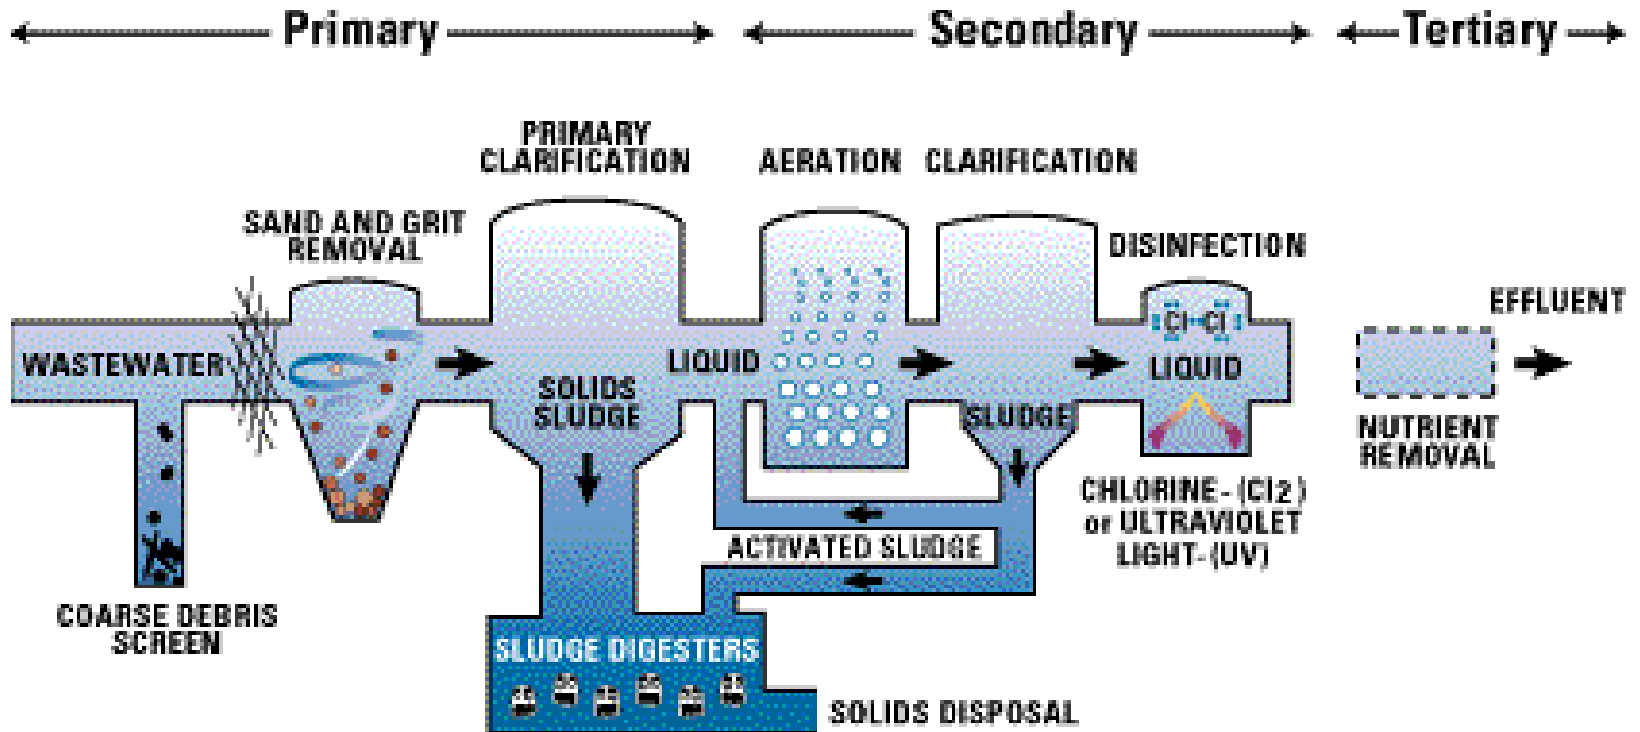 Primary
Secondary
Tertiary
PRIMARY
CLARIFICATION
AERATION
CLARIFICATION
SAND AND GRIT
REMOVAL
DISINFECTION
EFFLUENT
Cl-Cl
WASTEWATER
LIQUID
LIQUID
SOLIDS
SLUDGE
SLUDGE
NUTRIENT
REMOVAL
CHLORINE-(Cl2)
or ULTRAVIOLET
LIGHT-(UV)
ACTIVATED SLUDGE
COARSE DEBRIS
SCREEN
SLUDGE DIGESTERS
SOLIDS DISPOSAL